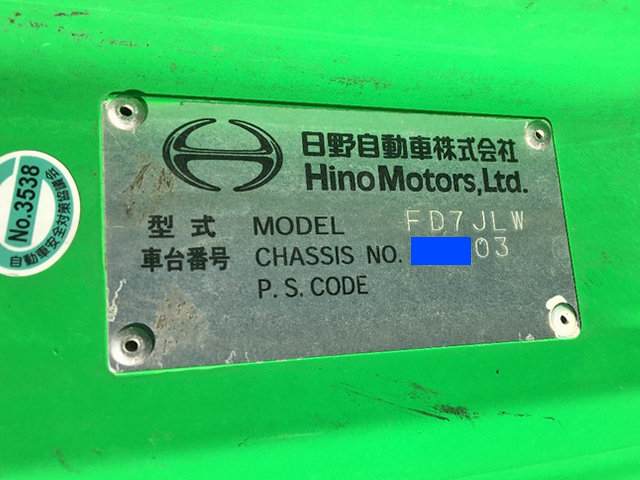 日野自動車株式会社
Hino Motors, Ltd.
型式 MODEL FD7JLW
車台番号 CHASSIS NO. 03
P.S.CODE
No.3538
自動車安全対策協議会